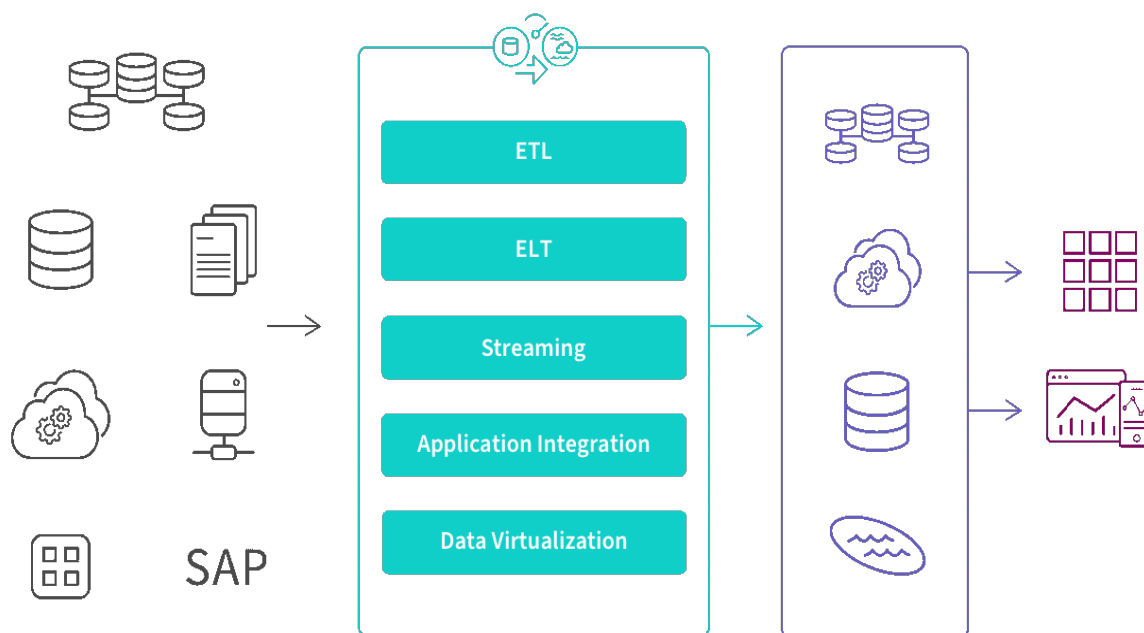 ETL
ELT
Streaming
Application Integration
Data Virtualization
SAP